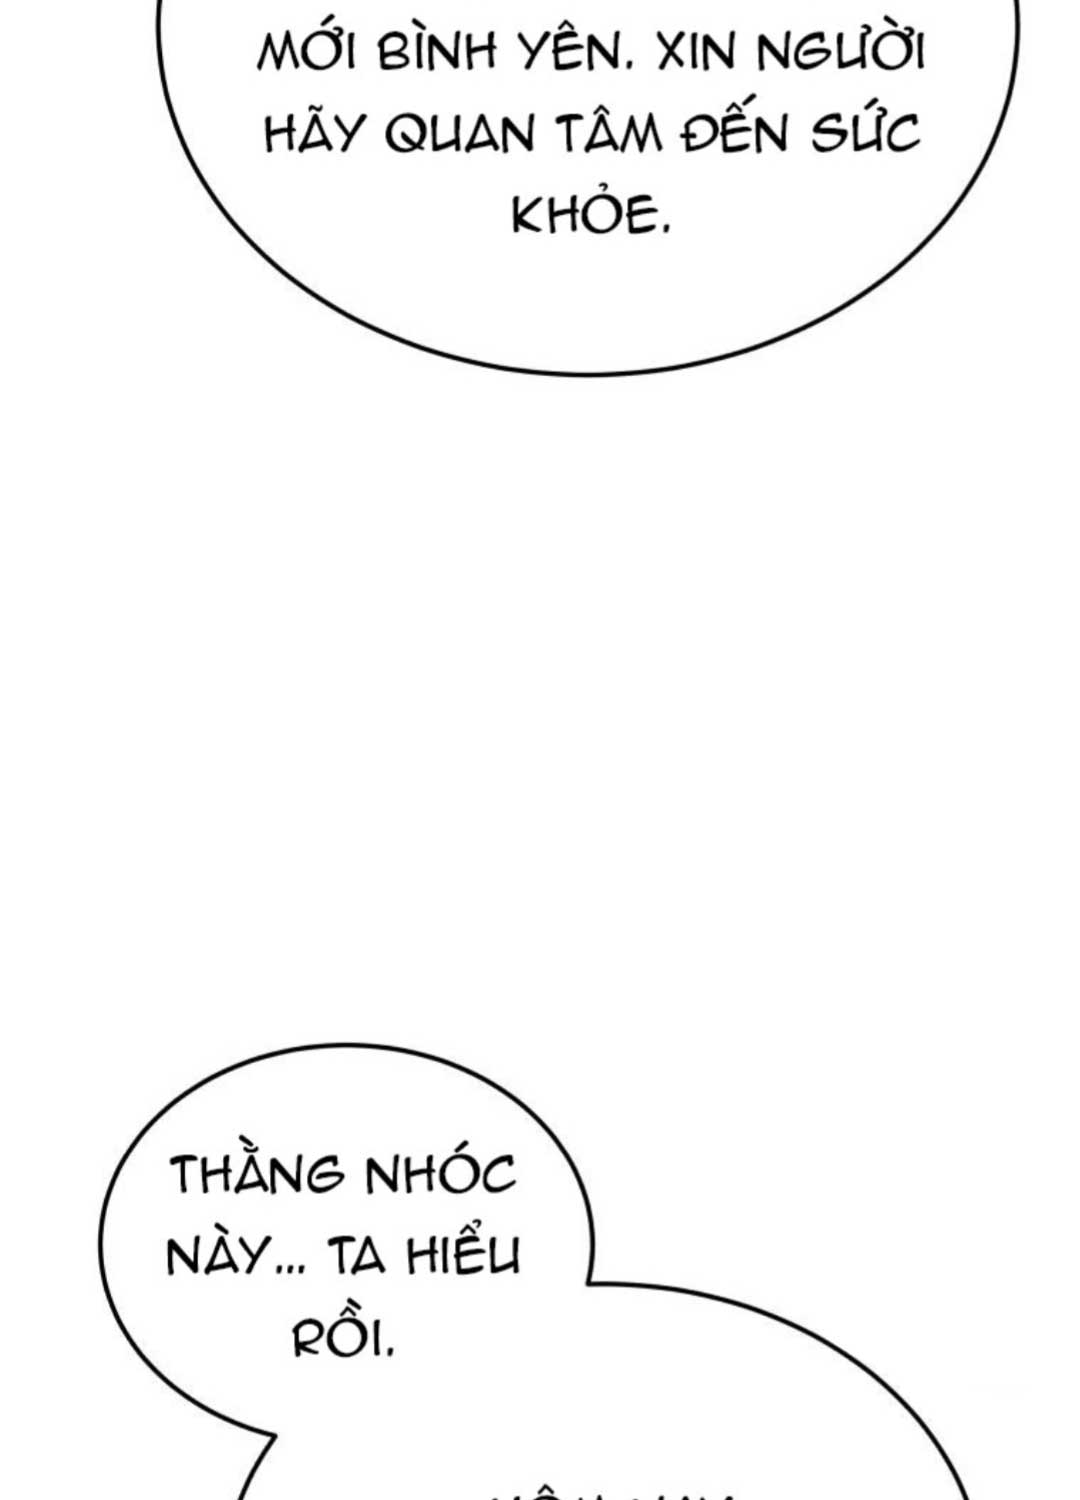 MỚI BÌNH YÊN. XIN NGƯỜI
HÃY QUAN TÂM ĐẾN SỨC
KHỎE.
THẰNG NHÓC
NÀY... TA HIỂU
RỒI.